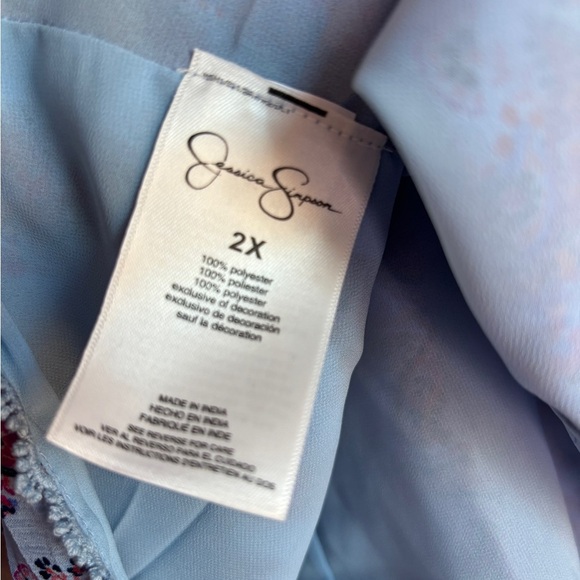 Jessica Simpson
2X
100% polyester
100% poliester
100% polyester
exclusive of decoration
exclusivo de decoración
sauf la décoration
MADE IN INDIA
HECHO EN INDIA
FABRIQUÉ EN INDE
SEE REVERSE FOR CARE
VER AL REVERSO PARA EL CUIDADO
VOIR LES INSTRUCTIONS D'ENTRETIEN AU DOS